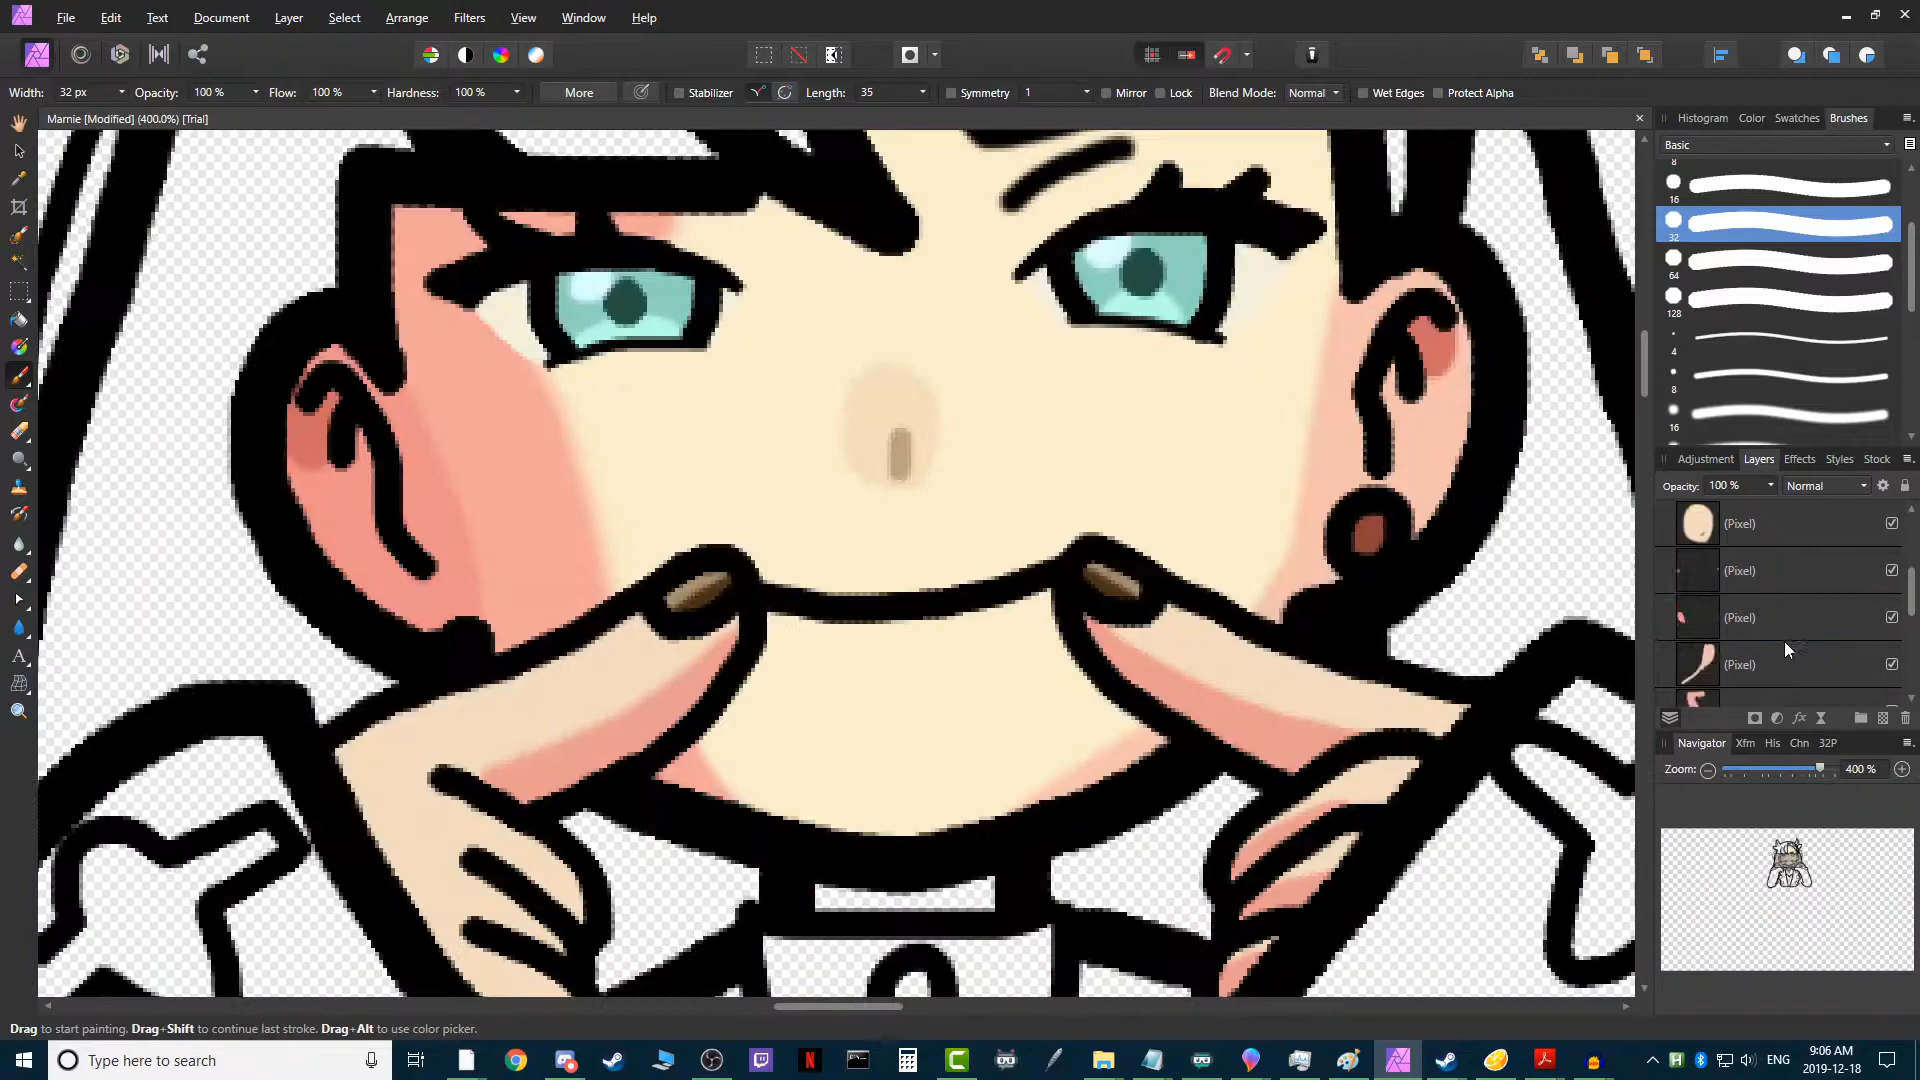 File Edit Text Document Layer Select Arrange Filters View Window Help
Width: 32 px Opacity: 100 % Flow: 100 % Hardness: 100 % More Stabilizer Length: 35 Symmetry 1 Mirror Lock Blend Mode: Normal Wet Edges Protect Alpha
Marnie [Modified] (400.0%) [Trial]
Histogram Color Swatches Brushes
Basic
8
16
32
64
128
4
8
16
Adjustment Layers Effects Styles Stock
Opacity: 100 % Normal
(Pixel)
(Pixel)
(Pixel)
(Pixel)
Navigator Xfm His Chn 32P
Zoom: 400 %
Drag to start painting. Drag+Shift to continue last stroke. Drag+Alt to use color picker.
Type here to search
ENG
9:06 AM
2019-12-18